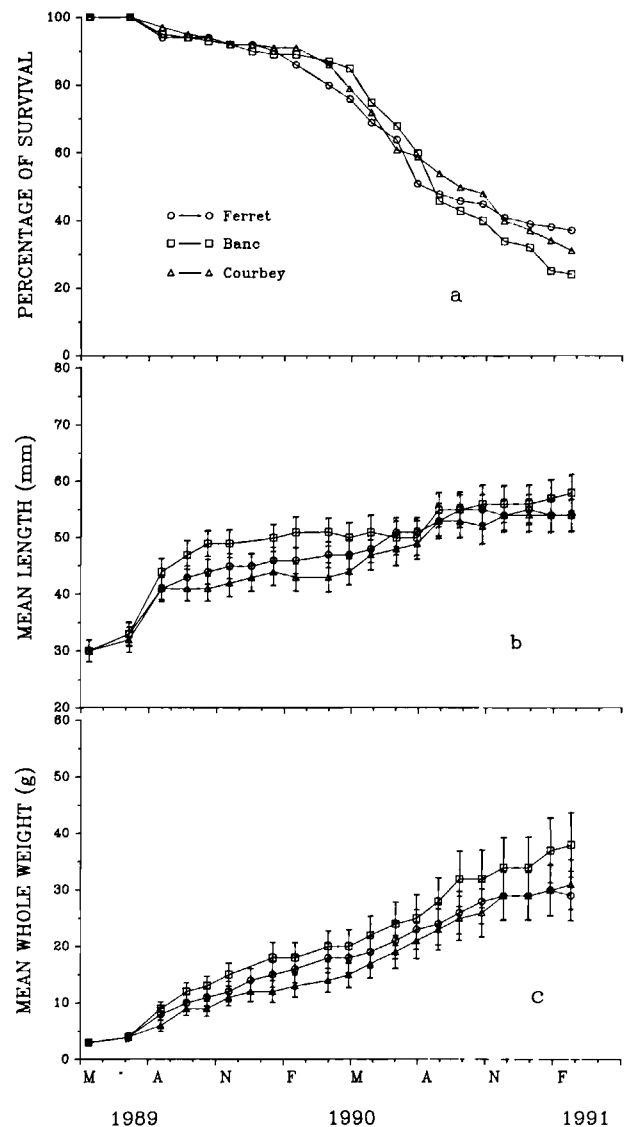 PERCENTAGE OF SURVIVAL
100
80
60
40
20
0
Ferret
Banc
Courbey
a
MEAN LENGTH (mm)
80
70
60
50
40
30
20
b
MEAN WHOLE WEIGHT (g)
60
50
40
30
20
10
0
c
M A N F M A N F
1989 1990 1991